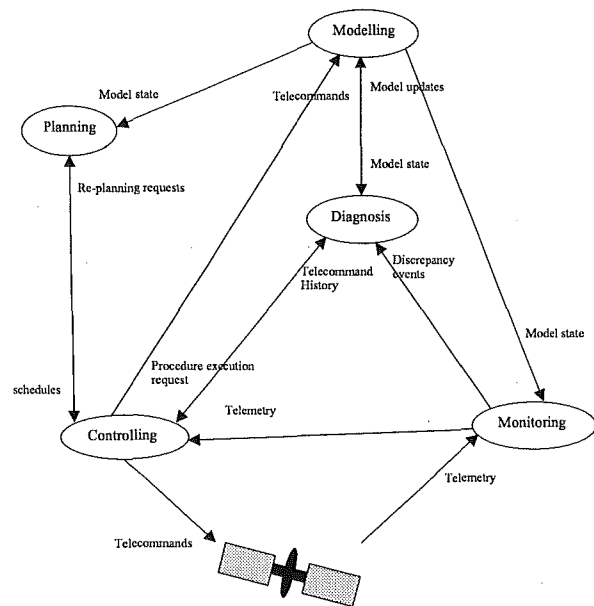 Modelling
Model state
Telecommands
Model updates
Planning
Re-planning requests
Model state
Diagnosis
Telecommand
History
Discrepancy
events
Model state
Procedure execution
request
schedules
Telemetry
Controlling
Monitoring
Telemetry
Telecommands